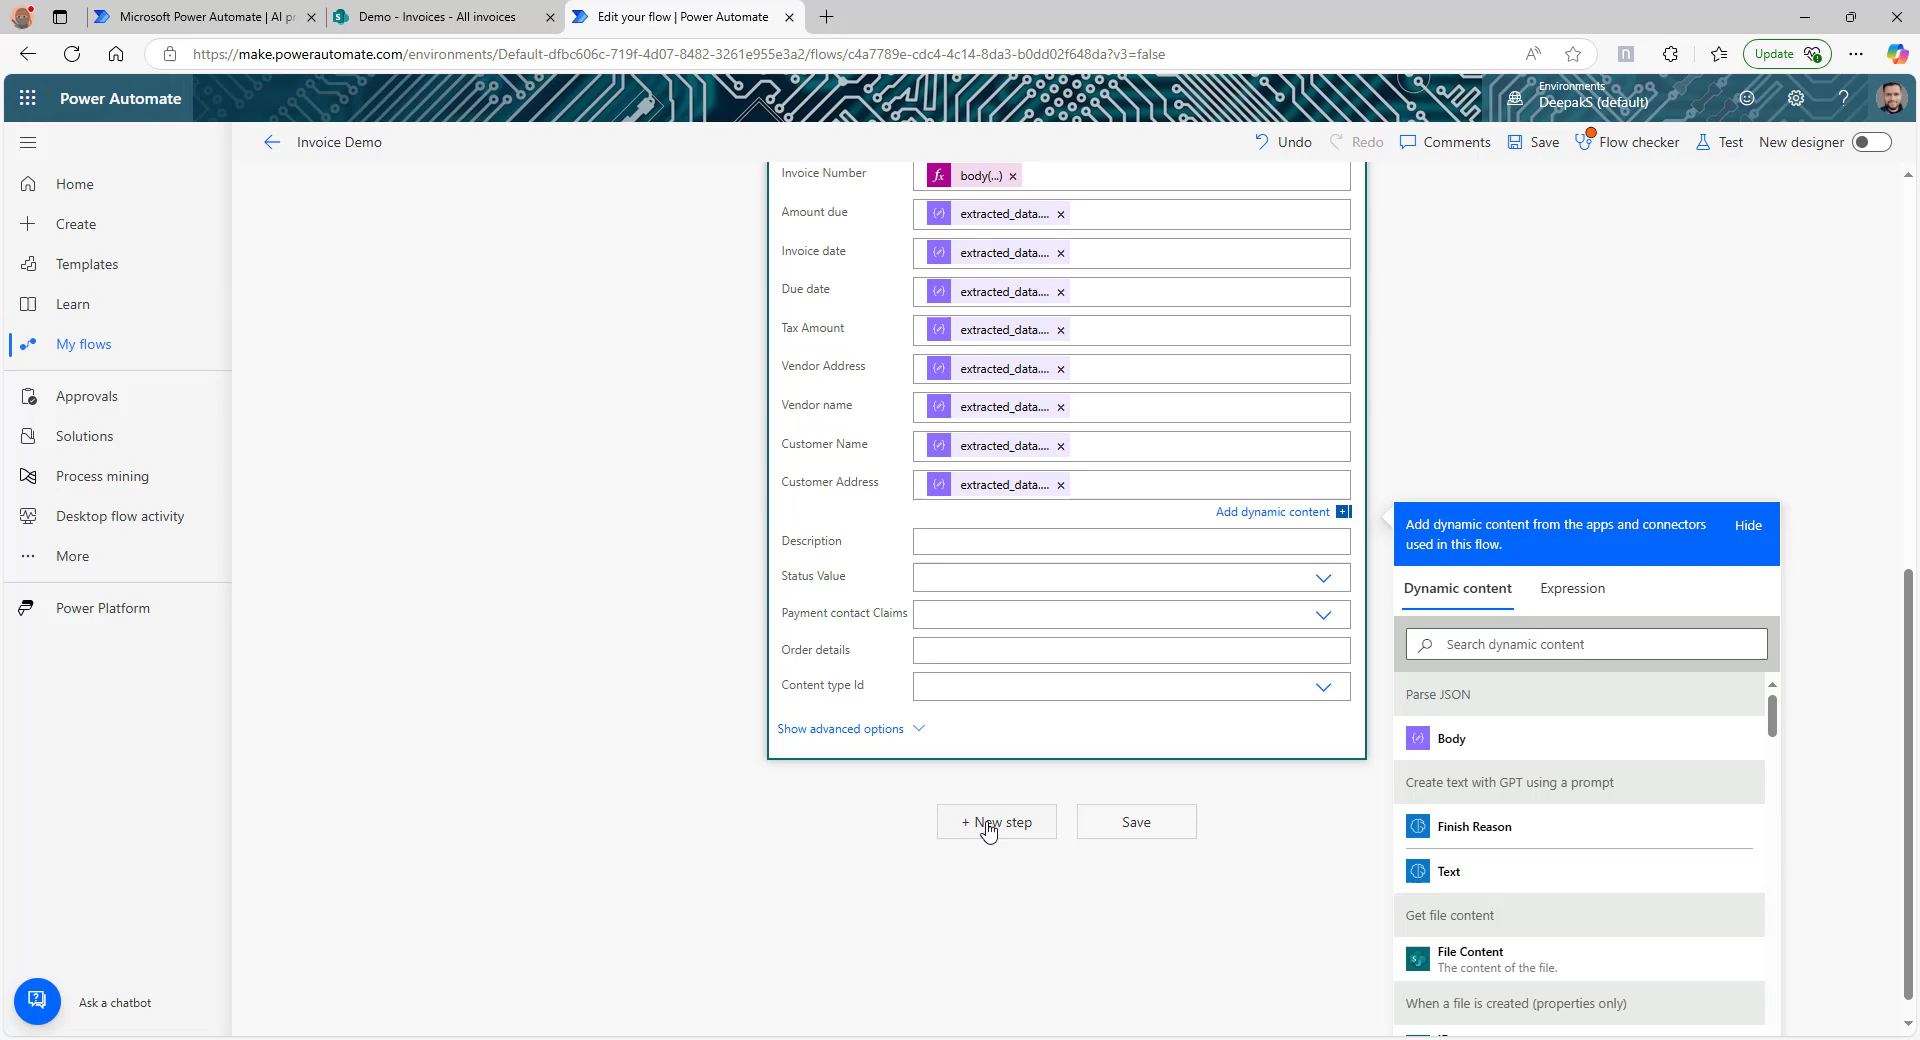 Microsoft Power Automate | AI pr
Demo - Invoices - All invoices
Edit your flow | Power Automate
https://make.powerautomate.com/environments/Default-dfbc606c-719f-4d07-8482-3261e955e3a2/flows/c4a7789e-cdc4-4c14-8da3-b0dd02f648da?v3=false
Update
Power Automate
Environments
DeepakS (default)
Invoice Demo
Undo
Redo
Comments
Save
Flow checker
Test
New designer
Home
Create
Templates
Learn
My flows
Approvals
Solutions
Process mining
Desktop flow activity
More
Power Platform
Ask a chatbot
Invoice Number
fx body(...) ×
Amount due
extracted_data.... ×
Invoice date
extracted_data.... ×
Due date
extracted_data.... ×
Tax Amount
extracted_data.... ×
Vendor Address
extracted_data.... ×
Vendor name
extracted_data.... ×
Customer Name
extracted_data.... ×
Customer Address
extracted_data.... ×
Add dynamic content
Description
Status Value
Payment contact Claims
Order details
Content type Id
Show advanced options
+ New step
Save
Add dynamic content from the apps and connectors
used in this flow.
Hide
Dynamic content
Expression
Search dynamic content
Parse JSON
Body
Create text with GPT using a prompt
Finish Reason
Text
Get file content
File Content
The content of the file.
When a file is created (properties only)